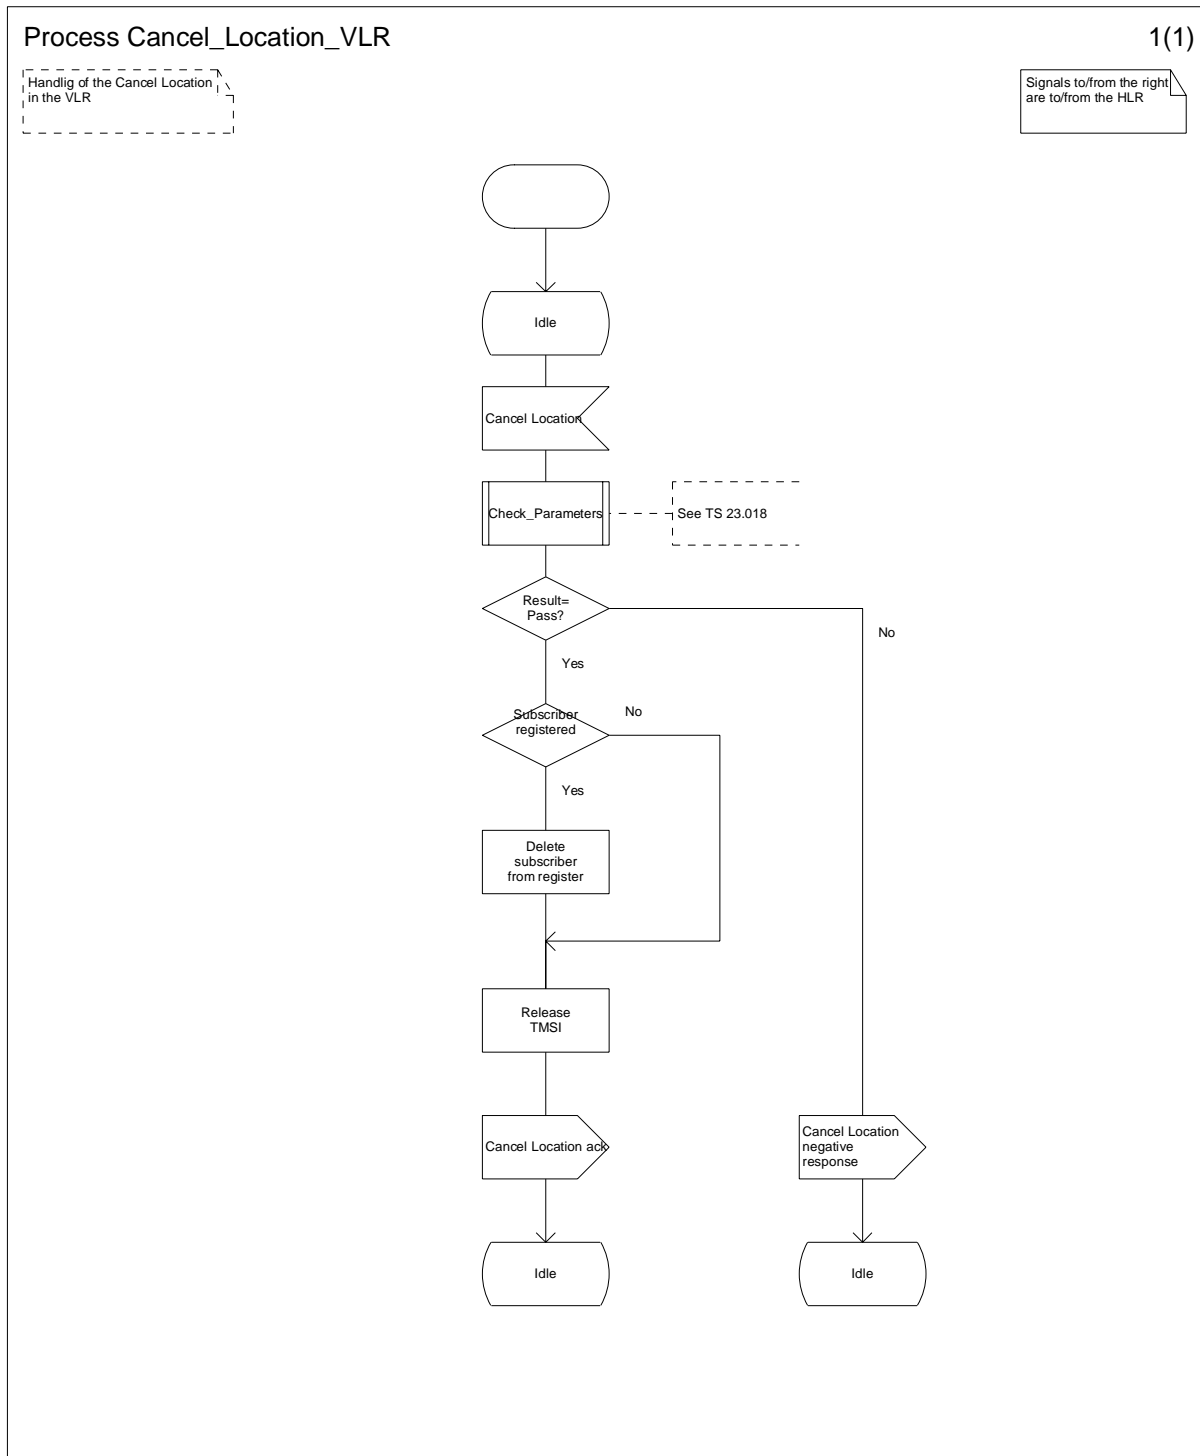 Process Cancel_Location_VLR
1(1)
Handlig of the Cancel Location
in the VLR
Signals to/from the right
are to/from the HLR
Idle
Cancel Location
Check_Parameters
See TS 23.018
Result=
Pass?
No
Yes
Subscriber
registered
No
Yes
Delete
subscriber
from register
Release
TMSI
Cancel Location ack
Cancel Location
negative
response
Idle
Idle